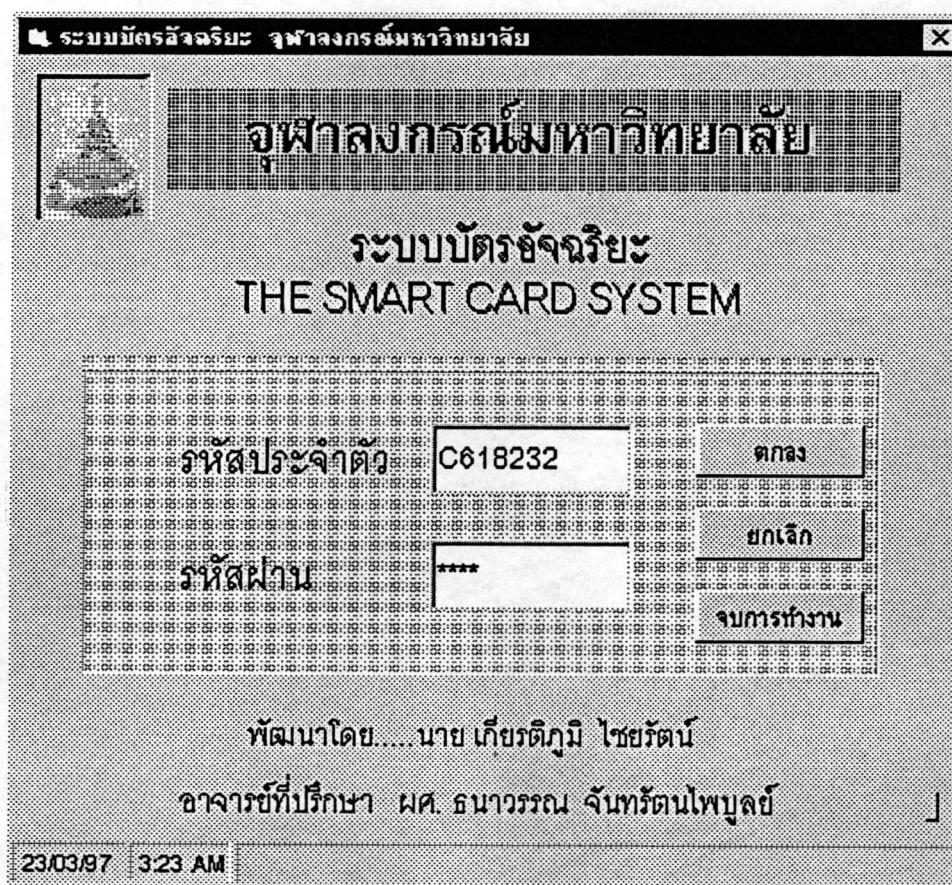 ระบบบัตรอัจฉริยะ จุฬาลงกรณ์มหาวิทยาลัย
จุฬาลงกรณ์มหาวิทยาลัย
ระบบบัตรอัจฉริยะ
THE SMART CARD SYSTEM
รหัสประจำตัว C618232 ตกลง
ยกเลิก
รหัสผ่าน ****
จบการทำงาน
พัฒนาโดย.....นาย เกียรติภูมิ ไชยรัตน์
อาจารย์ที่ปรึกษา ผศ. ธนาวรรณ จันทรัตนไพบูลย์
23/03/97 3:23 AM